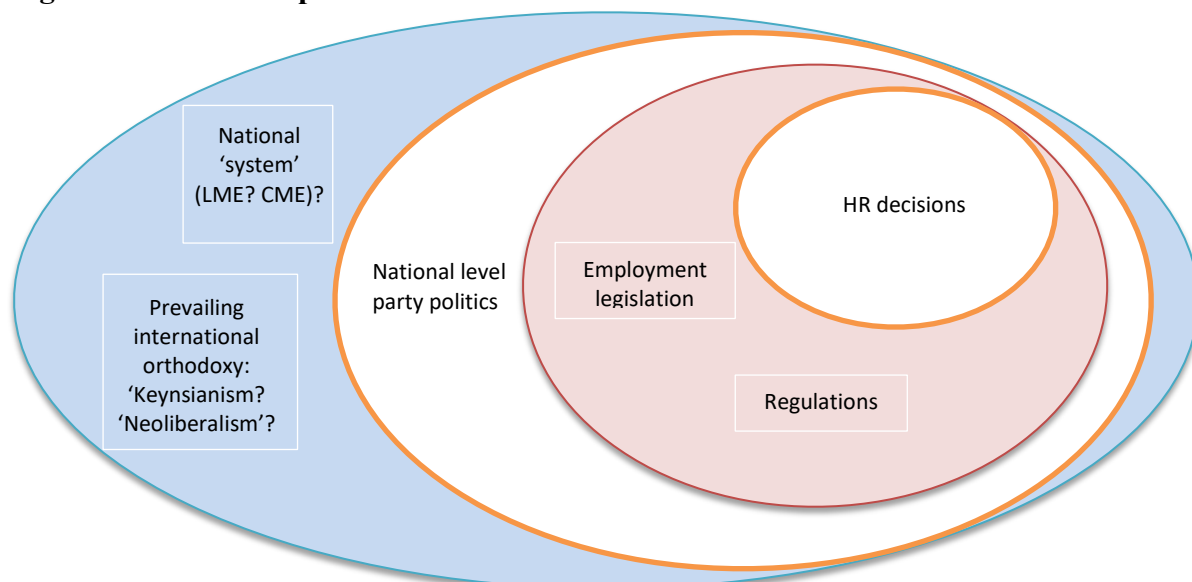 National
‘system’
(LME? CME)?
Prevailing
international
orthodoxy:
‘Keynsianism?
‘Neoliberalism’?
National level
party politics
Employment
legislation
Regulations
HR decisions